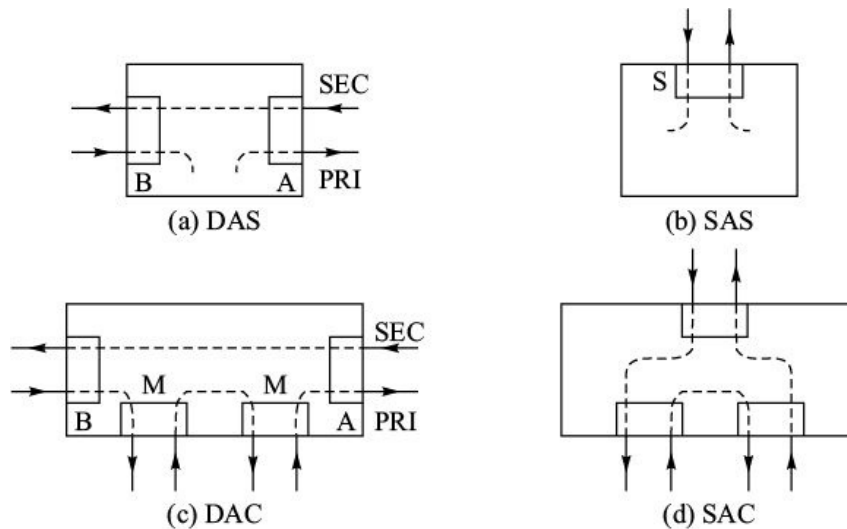 SEC
B
A
PRI
(a) DAS
S
(b) SAS
SEC
M
M
B
A
PRI
(c) DAC
(d) SAC